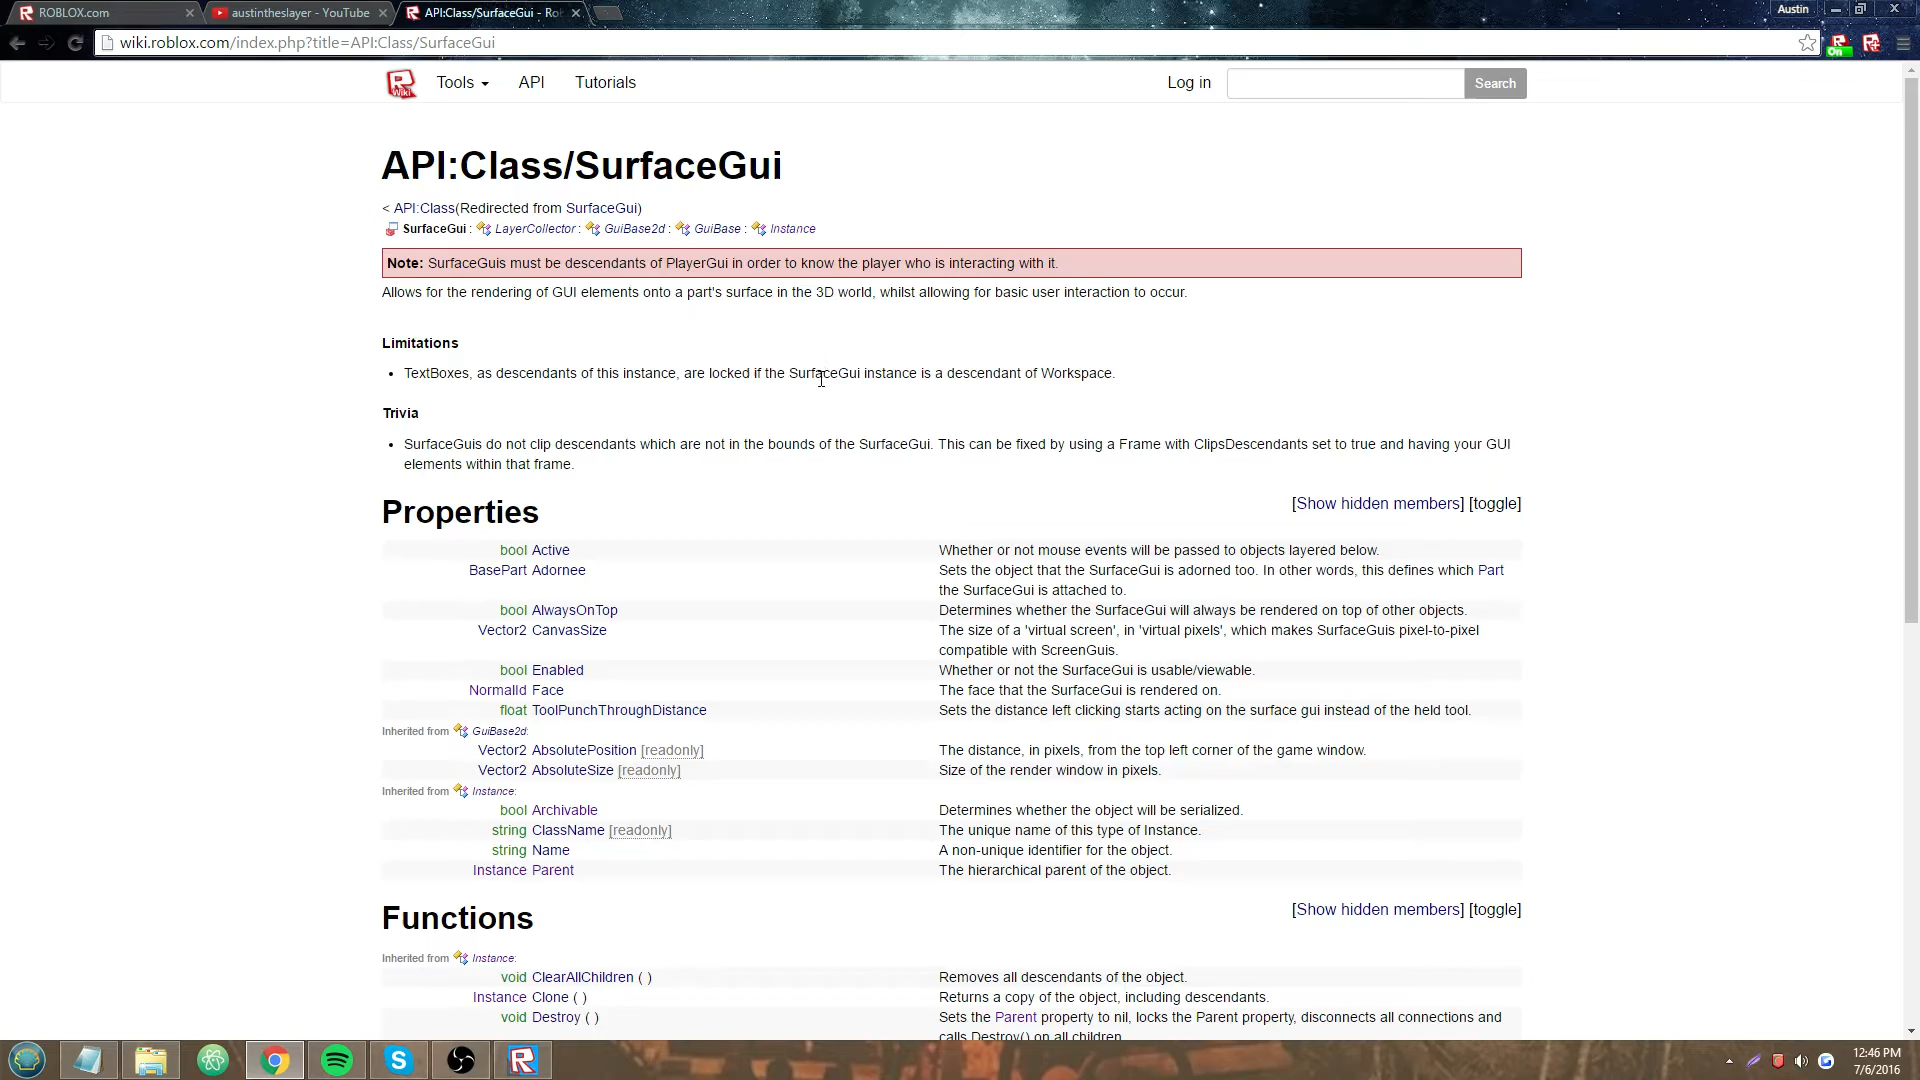 ROBLOX.com
austintheslayer - YouTube
API:Class/SurfaceGui - Ro
Austin
wiki.roblox.com/index.php?title=API:Class/SurfaceGui
On
Wiki
Tools
API
Tutorials
Log in
Search
API:Class/SurfaceGui
< API:Class(Redirected from SurfaceGui)
SurfaceGui : LayerCollector : GuiBase2d : GuiBase : Instance
Note: SurfaceGuis must be descendants of PlayerGui in order to know the player who is interacting with it.
Allows for the rendering of GUI elements onto a part's surface in the 3D world, whilst allowing for basic user interaction to occur.
Limitations
• TextBoxes, as descendants of this instance, are locked if the SurfaceGui instance is a descendant of Workspace.
Trivia
• SurfaceGuis do not clip descendants which are not in the bounds of the SurfaceGui. This can be fixed by using a Frame with ClipsDescendants set to true and having your GUI
elements within that frame.
Properties
[Show hidden members] [toggle]
bool Active Whether or not mouse events will be passed to objects layered below.
BasePart Adornee Sets the object that the SurfaceGui is adorned too. In other words, this defines which Part
the SurfaceGui is attached to.
bool AlwaysOnTop Determines whether the SurfaceGui will always be rendered on top of other objects.
Vector2 CanvasSize The size of a 'virtual screen', in 'virtual pixels', which makes SurfaceGuis pixel-to-pixel
compatible with ScreenGuis.
bool Enabled Whether or not the SurfaceGui is usable/viewable.
NormalId Face The face that the SurfaceGui is rendered on.
float ToolPunchThroughDistance Sets the distance left clicking starts acting on the surface gui instead of the held tool.
Inherited from GuiBase2d:
Vector2 AbsolutePosition [readonly] The distance, in pixels, from the top left corner of the game window.
Vector2 AbsoluteSize [readonly] Size of the render window in pixels.
Inherited from Instance:
bool Archivable Determines whether the object will be serialized.
string ClassName [readonly] The unique name of this type of Instance.
string Name A non-unique identifier for the object.
Instance Parent The hierarchical parent of the object.
Functions
[Show hidden members] [toggle]
Inherited from Instance:
void ClearAllChildren ( ) Removes all descendants of the object.
Instance Clone ( ) Returns a copy of the object, including descendants.
void Destroy ( ) Sets the Parent property to nil, locks the Parent property, disconnects all connections and
calls Destroy() on all children.
12:46 PM
7/6/2016